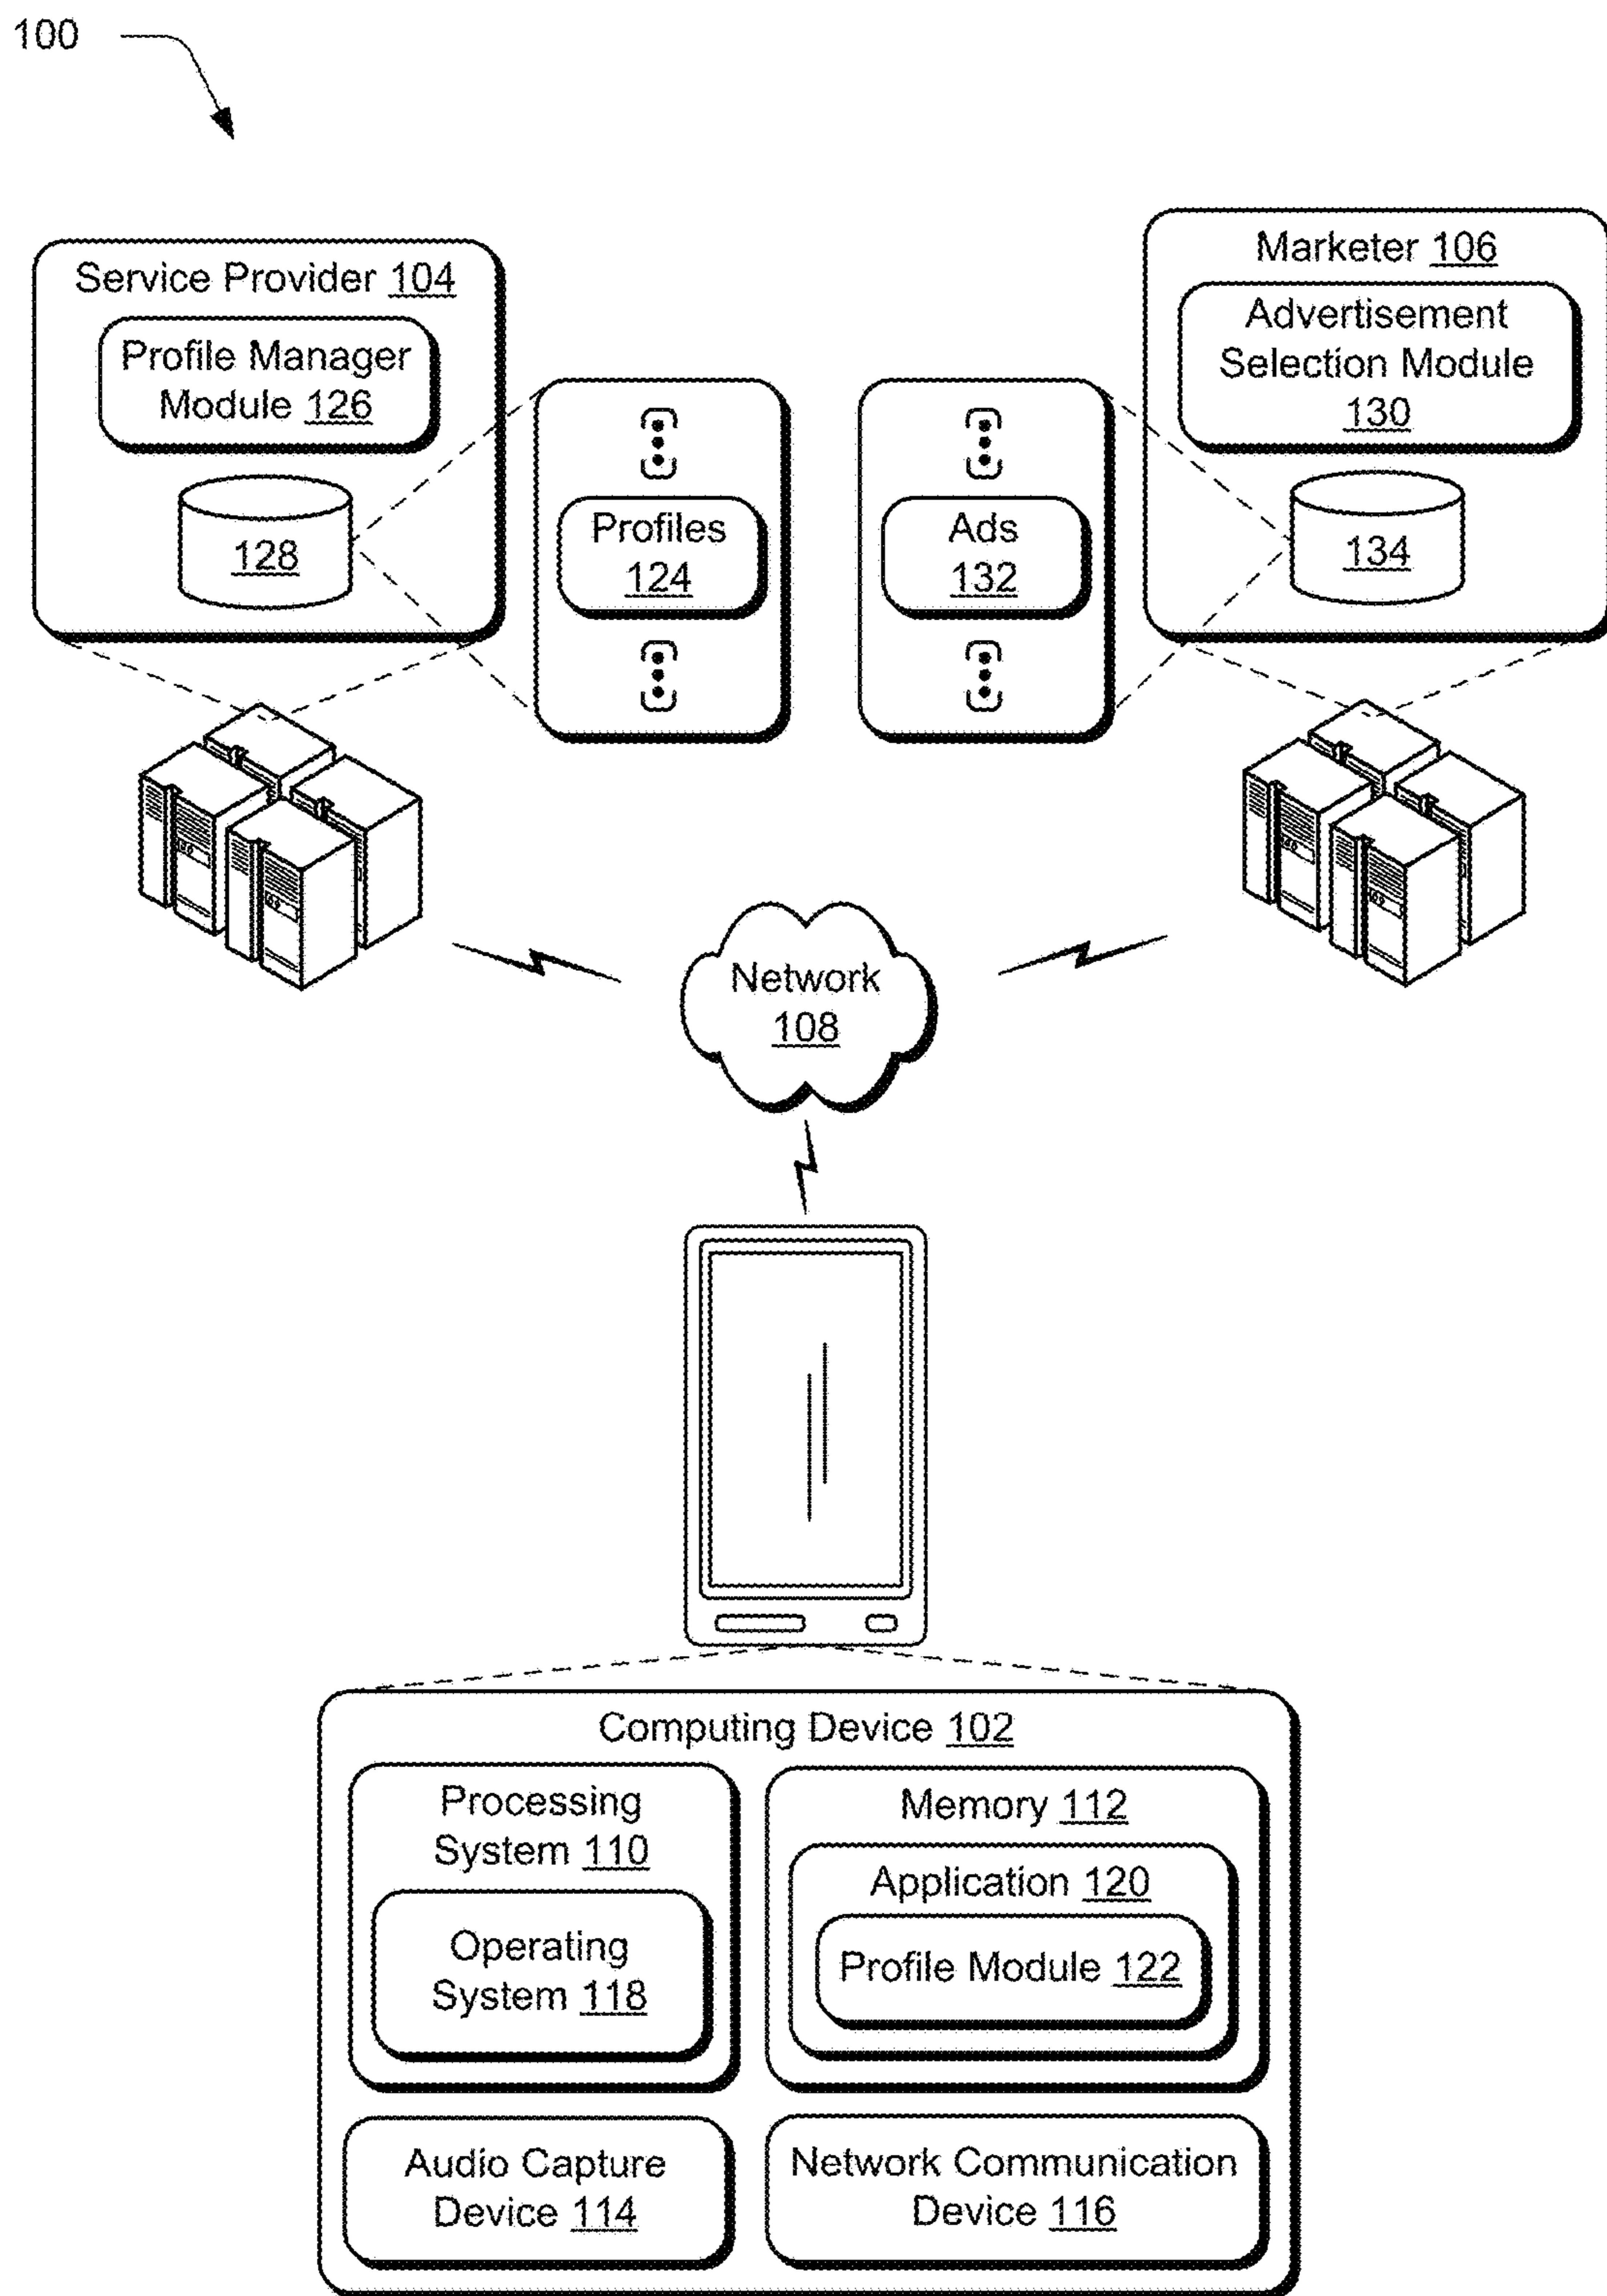 100
Service Provider 104
Profile Manager
Module 126
128
Profiles
124
Ads
132
Marketer 106
Advertisement
Selection Module
130
134
Network
108
Computing Device 102
Processing
System 110
Operating
System 118
Memory 112
Application 120
Profile Module 122
Audio Capture
Device 114
Network Communication
Device 116